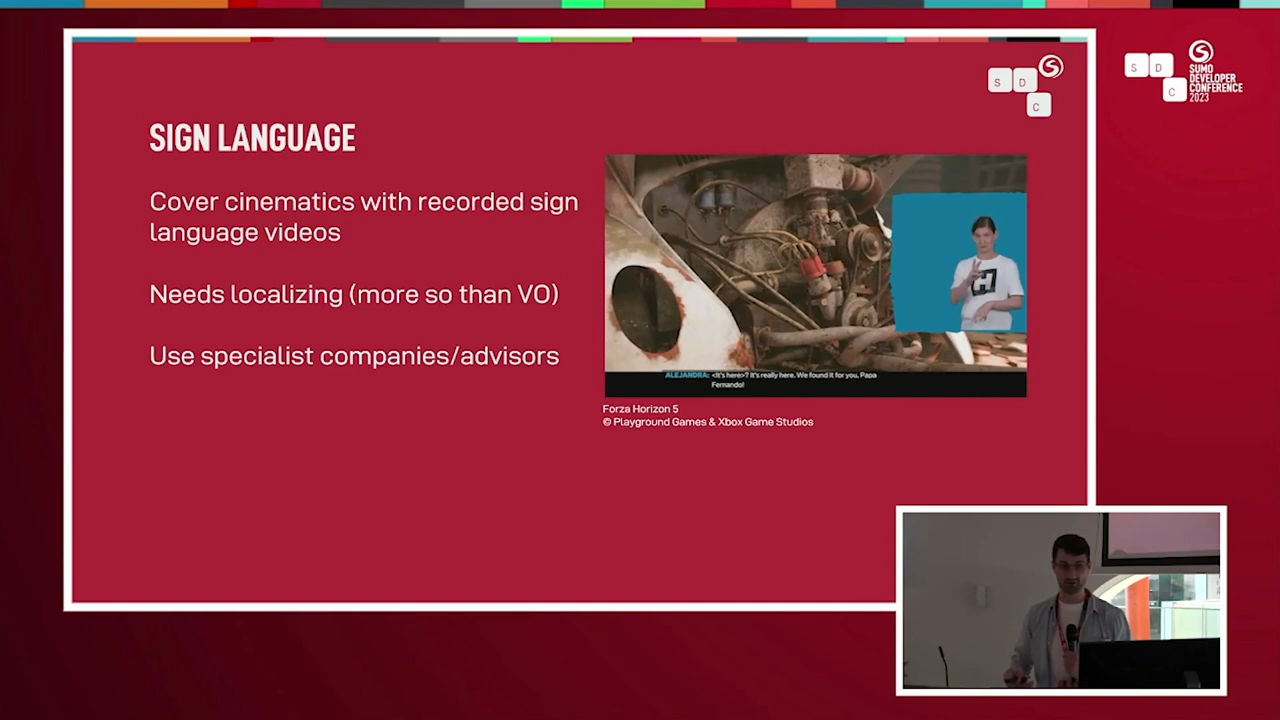 S D C
SIGN LANGUAGE
Cover cinematics with recorded sign
language videos
Needs localizing (more so than VO)
Use specialist companies/advisors
ALEJANDRA: <It's here>? It's really here. We found it for you, Papa
Fernando!
Forza Horizon 5
© Playground Games & Xbox Game Studios
S D C
SUMO
DEVELOPER
CONFERENCE
2023